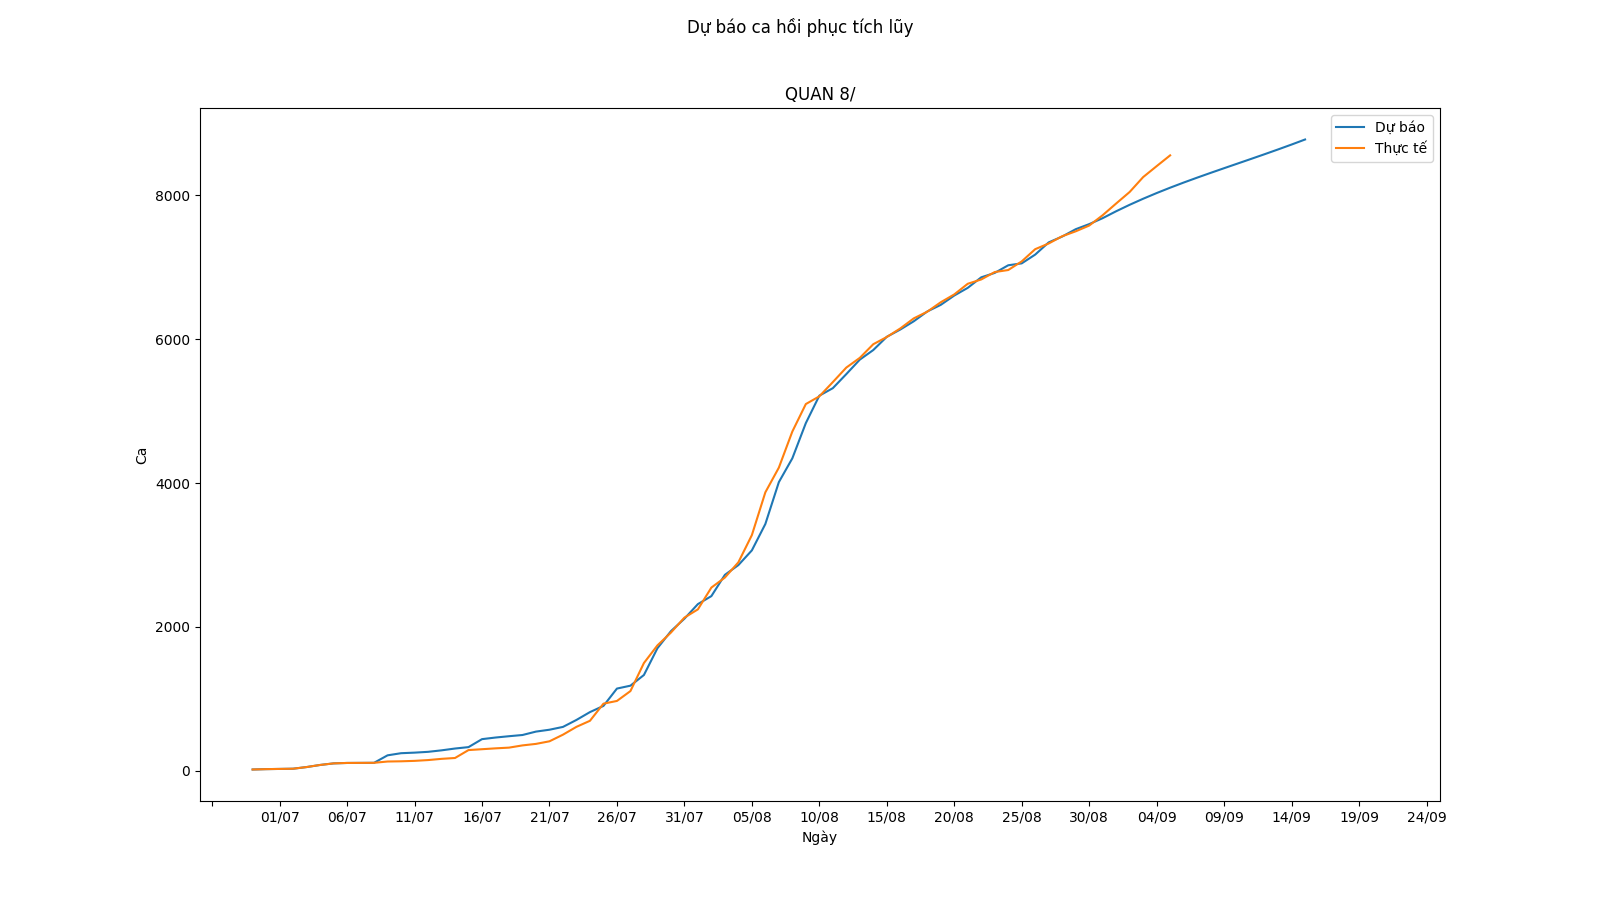 Dự báo ca hồi phục tích lũy
QUAN 8/
Dự báo
Thực tế
8000
6000
4000
2000
0
Ca
01/07 06/07 11/07 16/07 21/07 26/07 31/07 05/08 10/08 15/08 20/08 25/08 30/08 04/09 09/09 14/09 19/09 24/09
Ngày